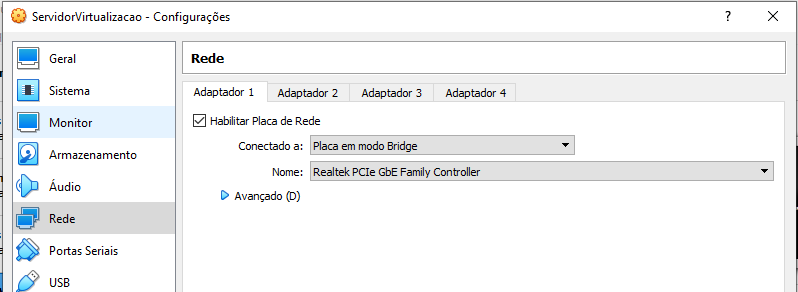 ServidorVirtualizacao - Configurações
? ×
Geral
Sistema
Monitor
Armazenamento
Áudio
Rede
Portas Seriais
USB
Rede
Adaptador 1 Adaptador 2 Adaptador 3 Adaptador 4
Habilitar Placa de Rede
Conectado a: Placa em modo Bridge
Nome: Realtek PCIe GbE Family Controller
Avançado (D)